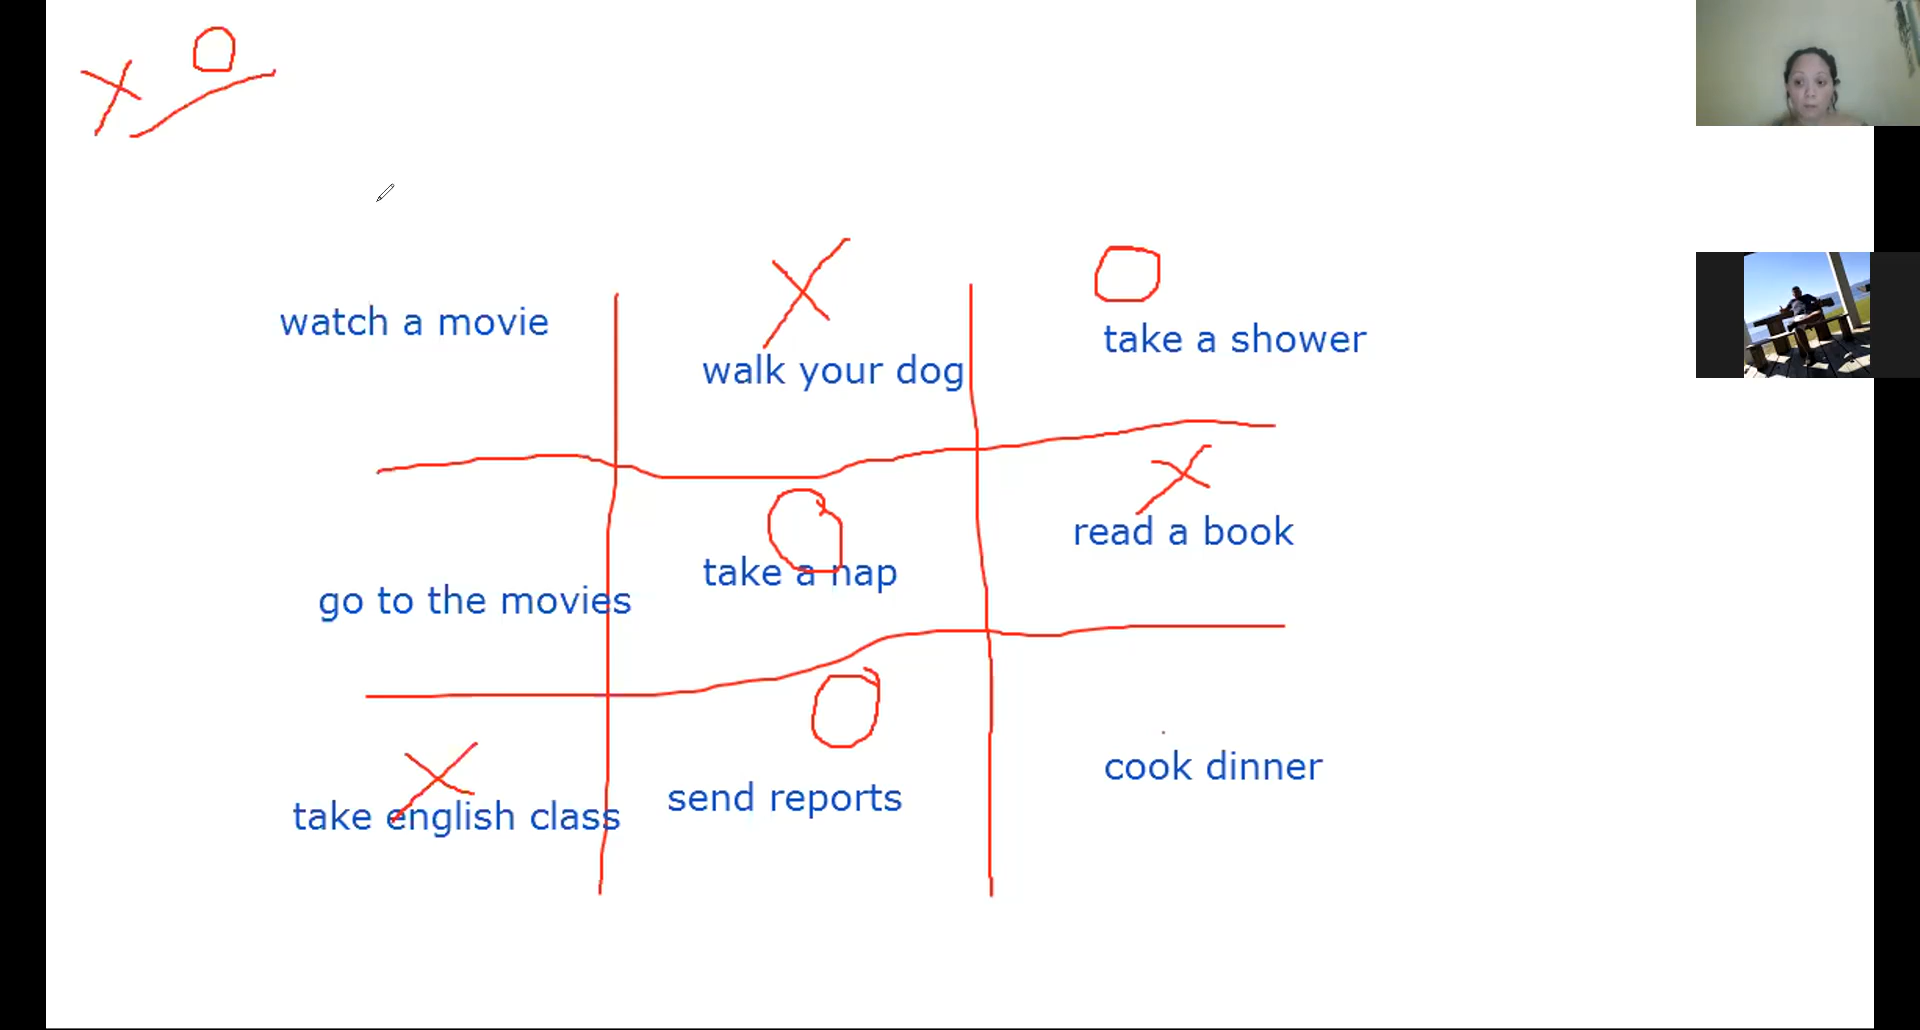 X O
X O
watch a movie
walk your dog
take a shower
O X
go to the movies
take a nap
read a book
X O
take english class
send reports
cook dinner